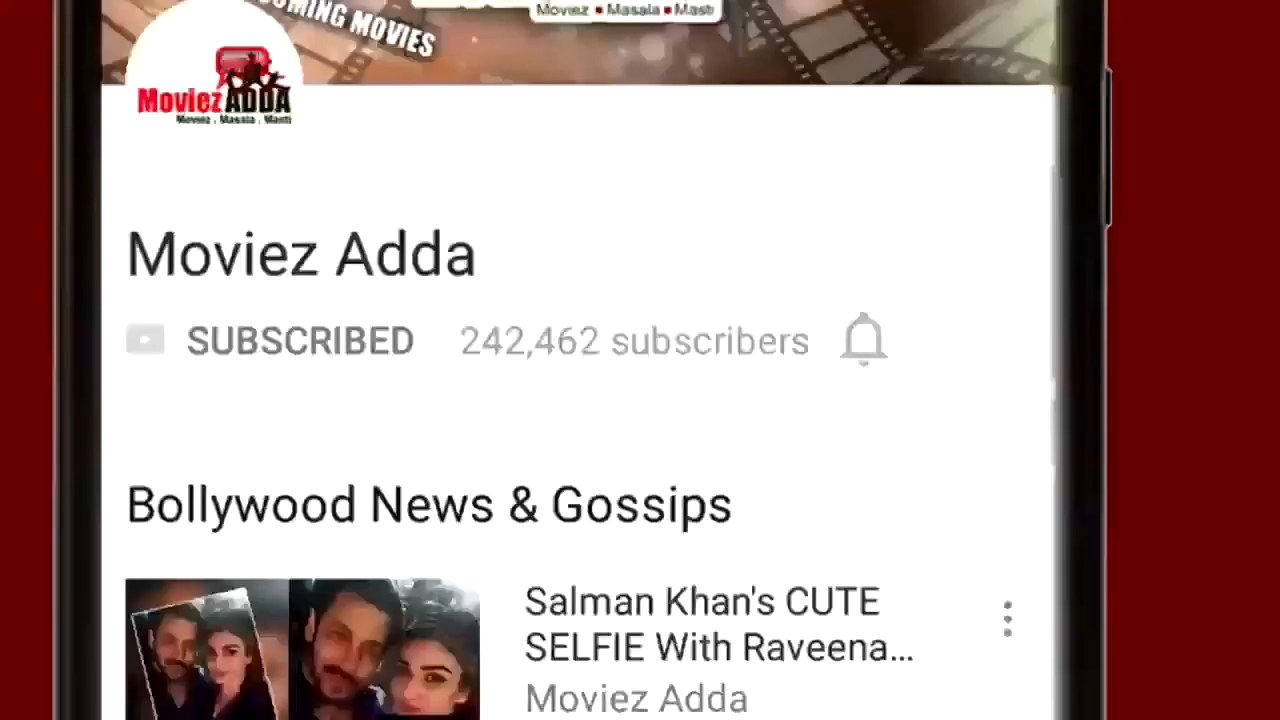 Moviez • Masala • Masti
OMING MOVIES
Moviez ADDA
Moviez . Masala . Masti
Moviez Adda
SUBSCRIBED 242,462 subscribers
Bollywood News & Gossips
Salman Khan's CUTE
SELFIE With Raveena...
Moviez Adda